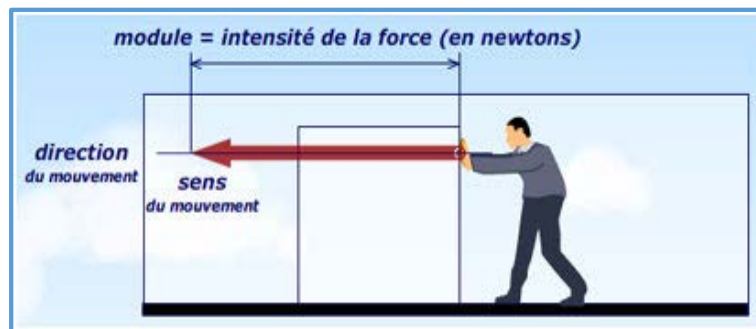 module = intensité de la force (en newtons)
direction
du mouvement
sens
du mouvement